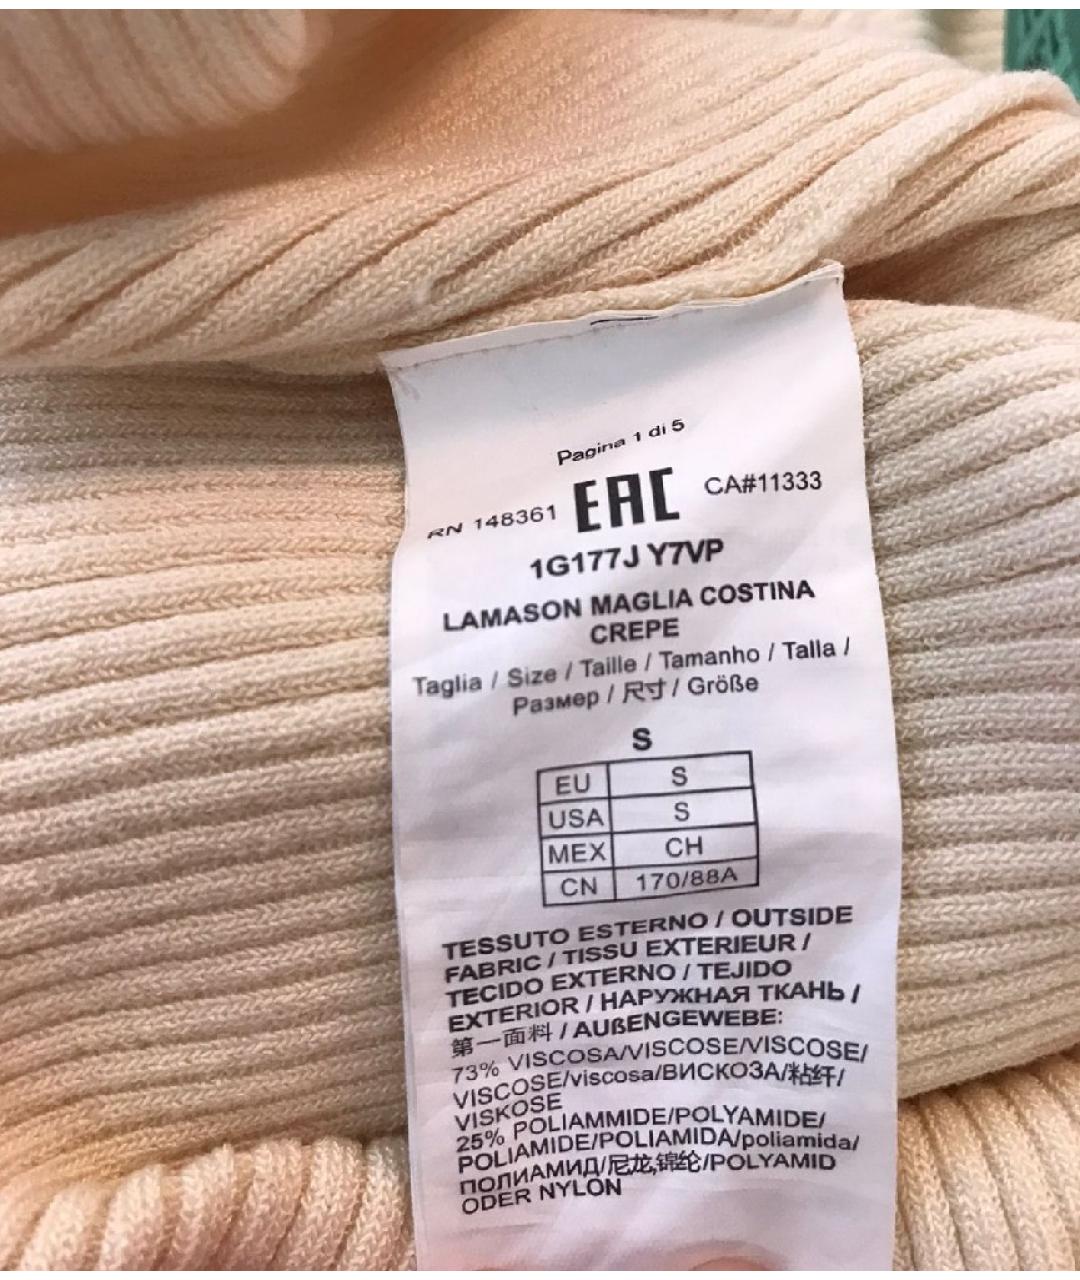 Pagina 1 di 5
RN 148361 EAC CA#11333
1G177J Y7VP
LAMASON MAGLIA COSTINA
CREPE
Taglia / Size / Taille / Tamanho / Talla /
Размер / 尺寸 / Größe
S
EU S
USA S
MEX CH
CN 170/88A
TESSUTO ESTERNO / OUTSIDE
FABRIC / TISSU EXTERIEUR /
TECIDO EXTERNO / TEJIDO
EXTERIOR / НАРУЖНАЯ ТКАНЬ /
第一面料 / AUßENGEWEBE:
73% VISCOSA/VISCOSE/VISCOSE/
VISCOSE/viscosa/ВИСКОЗА/粘纤/
VISKOSE
25% POLIAMMIDE/POLYAMIDE/
POLIAMIDE/POLIAMIDA/poliamida/
ПОЛИАМИД/尼龙,锦纶/POLYAMID
ODER NYLON